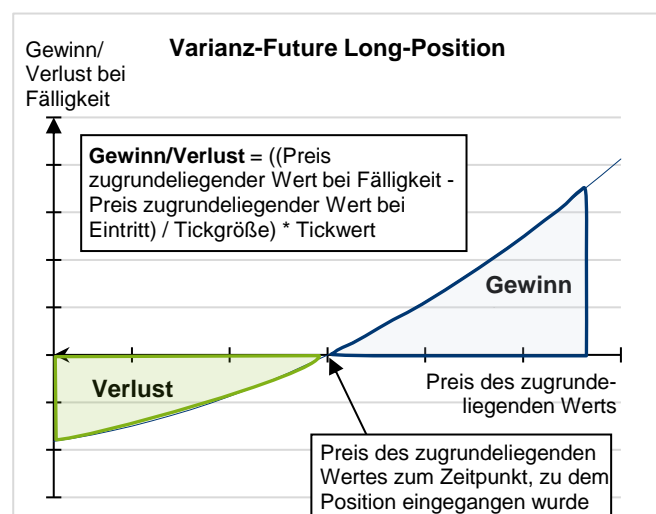 Varianz-Future Long-Position
Gewinn/
Verlust bei
Fälligkeit
Gewinn/Verlust = ((Preis
zugrundeliegender Wert bei Fälligkeit -
Preis zugrundeliegender Wert bei
Eintritt) / Tickgröße) * Tickwert
Gewinn
Verlust
Preis des zugrunde-
liegenden Werts
Preis des zugrundeliegenden
Wertes zum Zeitpunkt, zu dem
Position eingegangen wurde